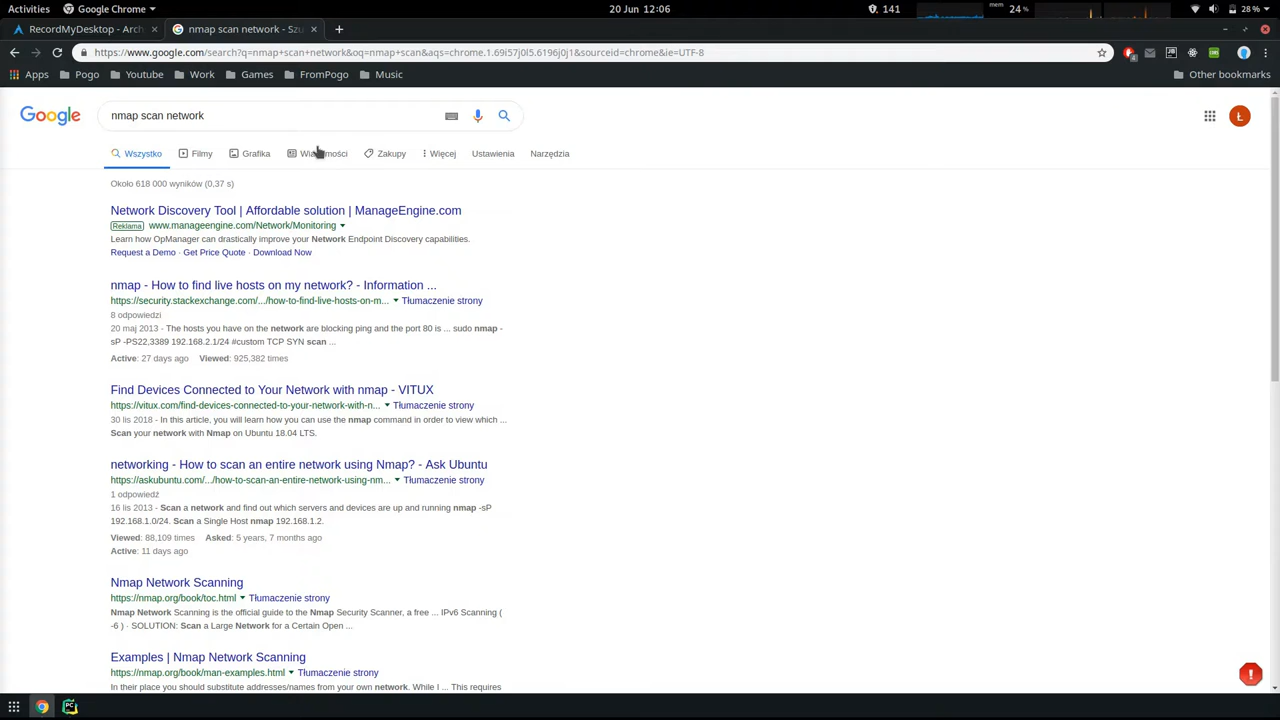 Activities
Google Chrome
20 Jun 12:06
141
mem
24 %
28 %
RecordMyDesktop - Arch
nmap scan network - Szu
https://www.google.com/search?q=nmap+scan+network&oq=nmap+scan&aqs=chrome.1.69i57j0l5.6196j0j1&sourceid=chrome&ie=UTF-8
Apps
Pogo
Youtube
Work
Games
FromPogo
Music
Other bookmarks
Google
nmap scan network
Ł
Wszystko
Filmy
Grafika
Wiadomości
Zakupy
Więcej
Ustawienia
Narzędzia
Około 618 000 wyników (0,37 s)
Network Discovery Tool | Affordable solution | ManageEngine.com
Reklama www.manageengine.com/Network/Monitoring
Learn how OpManager can drastically improve your Network Endpoint Discovery capabilities.
Request a Demo · Get Price Quote · Download Now
nmap - How to find live hosts on my network? - Information ...
https://security.stackexchange.com/.../how-to-find-live-hosts-on-m... Tłumaczenie strony
8 odpowiedzi
20 maj 2013 - The hosts you have on the network are blocking ping and the port 80 is ... sudo nmap -
sP -PS22,3389 192.168.2.1/24 #custom TCP SYN scan ...
Active: 27 days ago Viewed: 925,382 times
Find Devices Connected to Your Network with nmap - VITUX
https://vitux.com/find-devices-connected-to-your-network-with-n... Tłumaczenie strony
30 lis 2018 - In this article, you will learn how you can use the nmap command in order to view which ...
Scan your network with Nmap on Ubuntu 18.04 LTS.
networking - How to scan an entire network using Nmap? - Ask Ubuntu
https://askubuntu.com/.../how-to-scan-an-entire-network-using-nm... Tłumaczenie strony
1 odpowiedź
16 lis 2013 - Scan a network and find out which servers and devices are up and running nmap -sP
192.168.1.0/24. Scan a Single Host nmap 192.168.1.2.
Viewed: 88,109 times Asked: 5 years, 7 months ago
Active: 11 days ago
Nmap Network Scanning
https://nmap.org/book/toc.html Tłumaczenie strony
Nmap Network Scanning is the official guide to the Nmap Security Scanner, a free ... IPv6 Scanning (
-6 ) · SOLUTION: Scan a Large Network for a Certain Open ...
Examples | Nmap Network Scanning
https://nmap.org/book/man-examples.html Tłumaczenie strony
In their place you should substitute addresses/names from your own network. While I ... This requires
PC